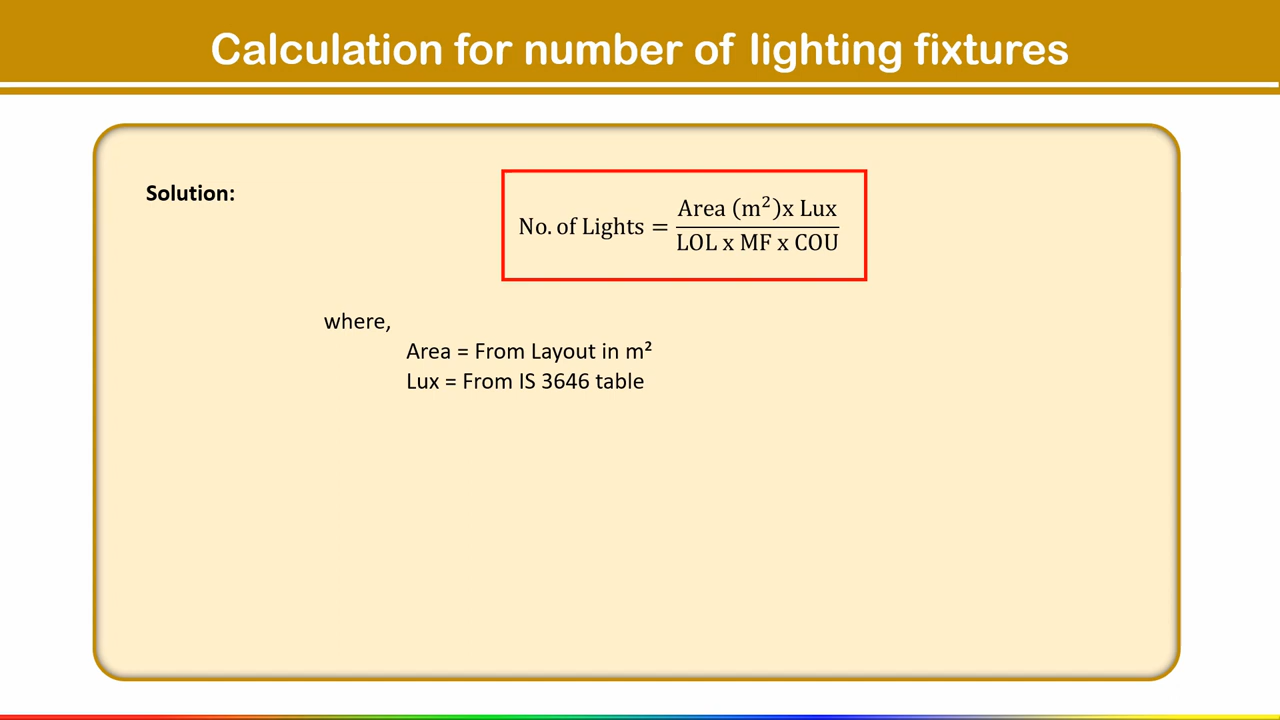 Calculation for number of lighting fixtures
Solution:
No. of Lights = Area (m²)x Lux / LOL x MF x COU
where,
Area = From Layout in m²
Lux = From IS 3646 table